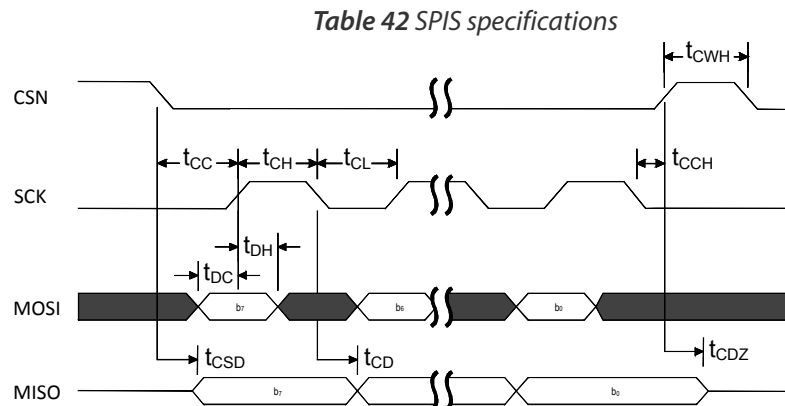 Table 42 SPIS specifications
tCWH
CSN
tCC tCH tCL tCCH
SCK
tDH
tDC
MOSI b7 b6 b0
tCSD tCD tCDZ
MISO b7 b0